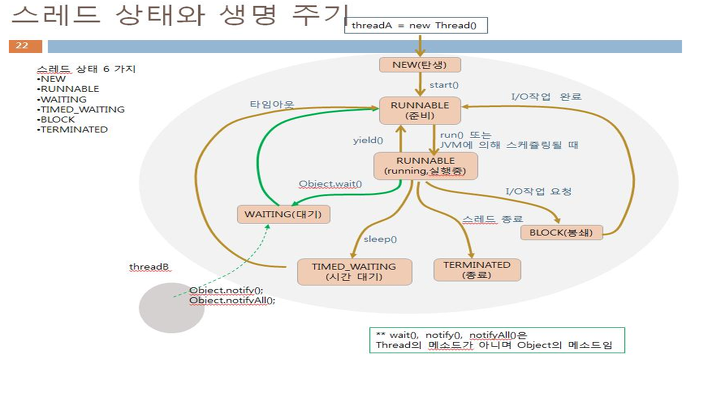 스레드 상태와 생명 주기
threadA = new Thread()
22
스레드 상태 6 가지
•NEW
•RUNNABLE
•WAITING
•TIMED_WAITING
•BLOCK
•TERMINATED
NEW(탄생)
start()
타임아웃
RUNNABLE
(준비)
I/O작업 완료
yield()
run() 또는
JVM에 의해 스케쥴링될 때
RUNNABLE
(running,실행중)
Object.wait()
I/O작업 요청
WAITING(대기)
스레드 종료
BLOCK(봉쇄)
sleep()
threadB
TIMED_WAITING
(시간 대기)
TERMINATED
(종료)
Object.notify();
Object.notifyAll();
** wait(), notify(), notifyAll()은
Thread의 메소드가 아니며 Object의 메소드임